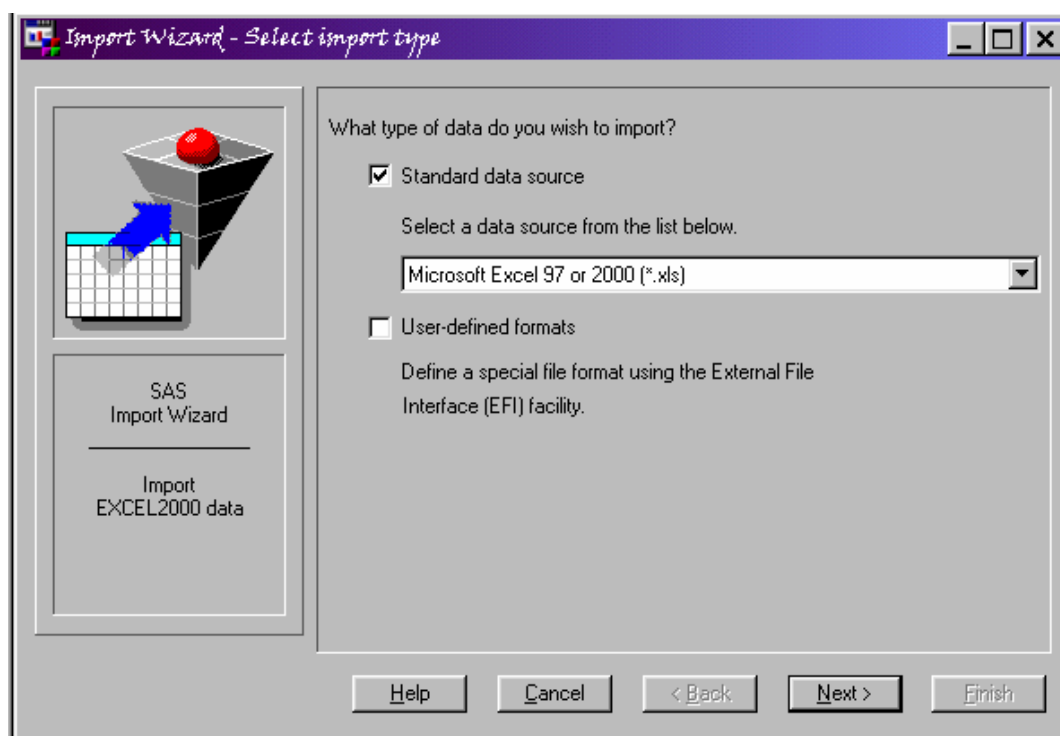 Import Wizard - Select import type
What type of data do you wish to import?
Standard data source
Select a data source from the list below.
Microsoft Excel 97 or 2000 (*.xls)
User-defined formats
Define a special file format using the External File
Interface (EFI) facility.
SAS
Import Wizard
Import
EXCEL2000 data
Help
Cancel
< Back
Next >
Finish